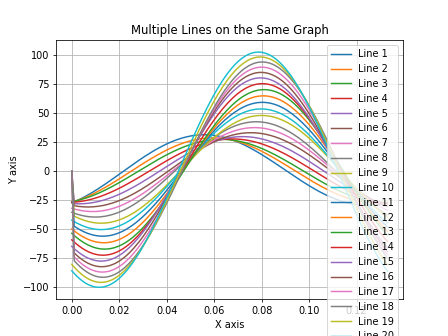 Multiple Lines on the Same Graph
Y axis
100
75
50
25
0
−25
−50
−75
−100
0.00
0.02
0.04
0.06
0.08
0.10
X axis
Line 1
Line 2
Line 3
Line 4
Line 5
Line 6
Line 7
Line 8
Line 9
Line 10
Line 11
Line 12
Line 13
Line 14
Line 15
Line 16
Line 17
Line 18
Line 19
Line 20